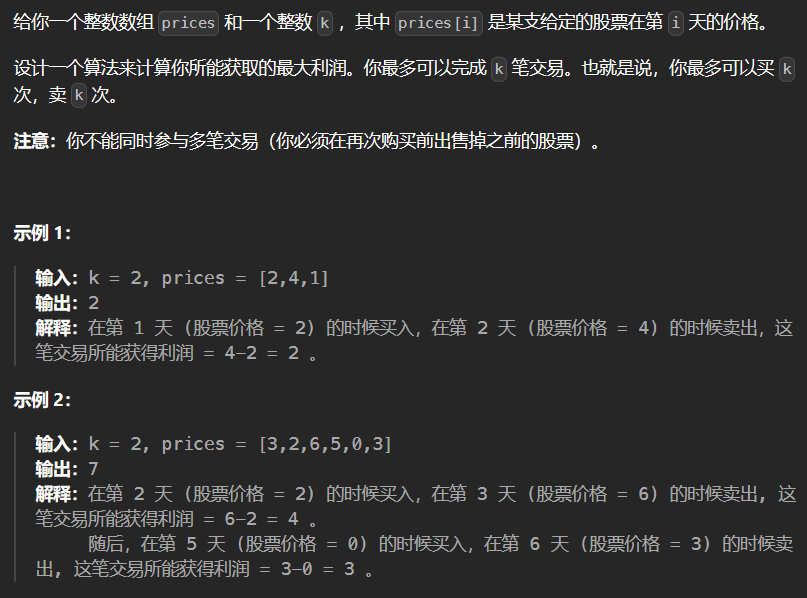 给你一个整数数组 prices 和一个整数 k ，其中 prices[i] 是某支给定的股票在第 i 天的价格。
设计一个算法来计算你所能获取的最大利润。你最多可以完成 k 笔交易。也就是说，你最多可以买 k
次，卖 k 次。
注意：你不能同时参与多笔交易（你必须在再次购买前出售掉之前的股票）。
示例 1：
输入：k = 2, prices = [2,4,1]
输出：2
解释：在第 1 天 (股票价格 = 2) 的时候买入，在第 2 天 (股票价格 = 4) 的时候卖出，这
笔交易所能获得利润 = 4-2 = 2 。
示例 2：
输入：k = 2, prices = [3,2,6,5,0,3]
输出：7
解释：在第 2 天 (股票价格 = 2) 的时候买入，在第 3 天 (股票价格 = 6) 的时候卖出, 这
笔交易所能获得利润 = 6-2 = 4 。
随后，在第 5 天 (股票价格 = 0) 的时候买入，在第 6 天 (股票价格 = 3) 的时候卖
出, 这笔交易所能获得利润 = 3-0 = 3 。